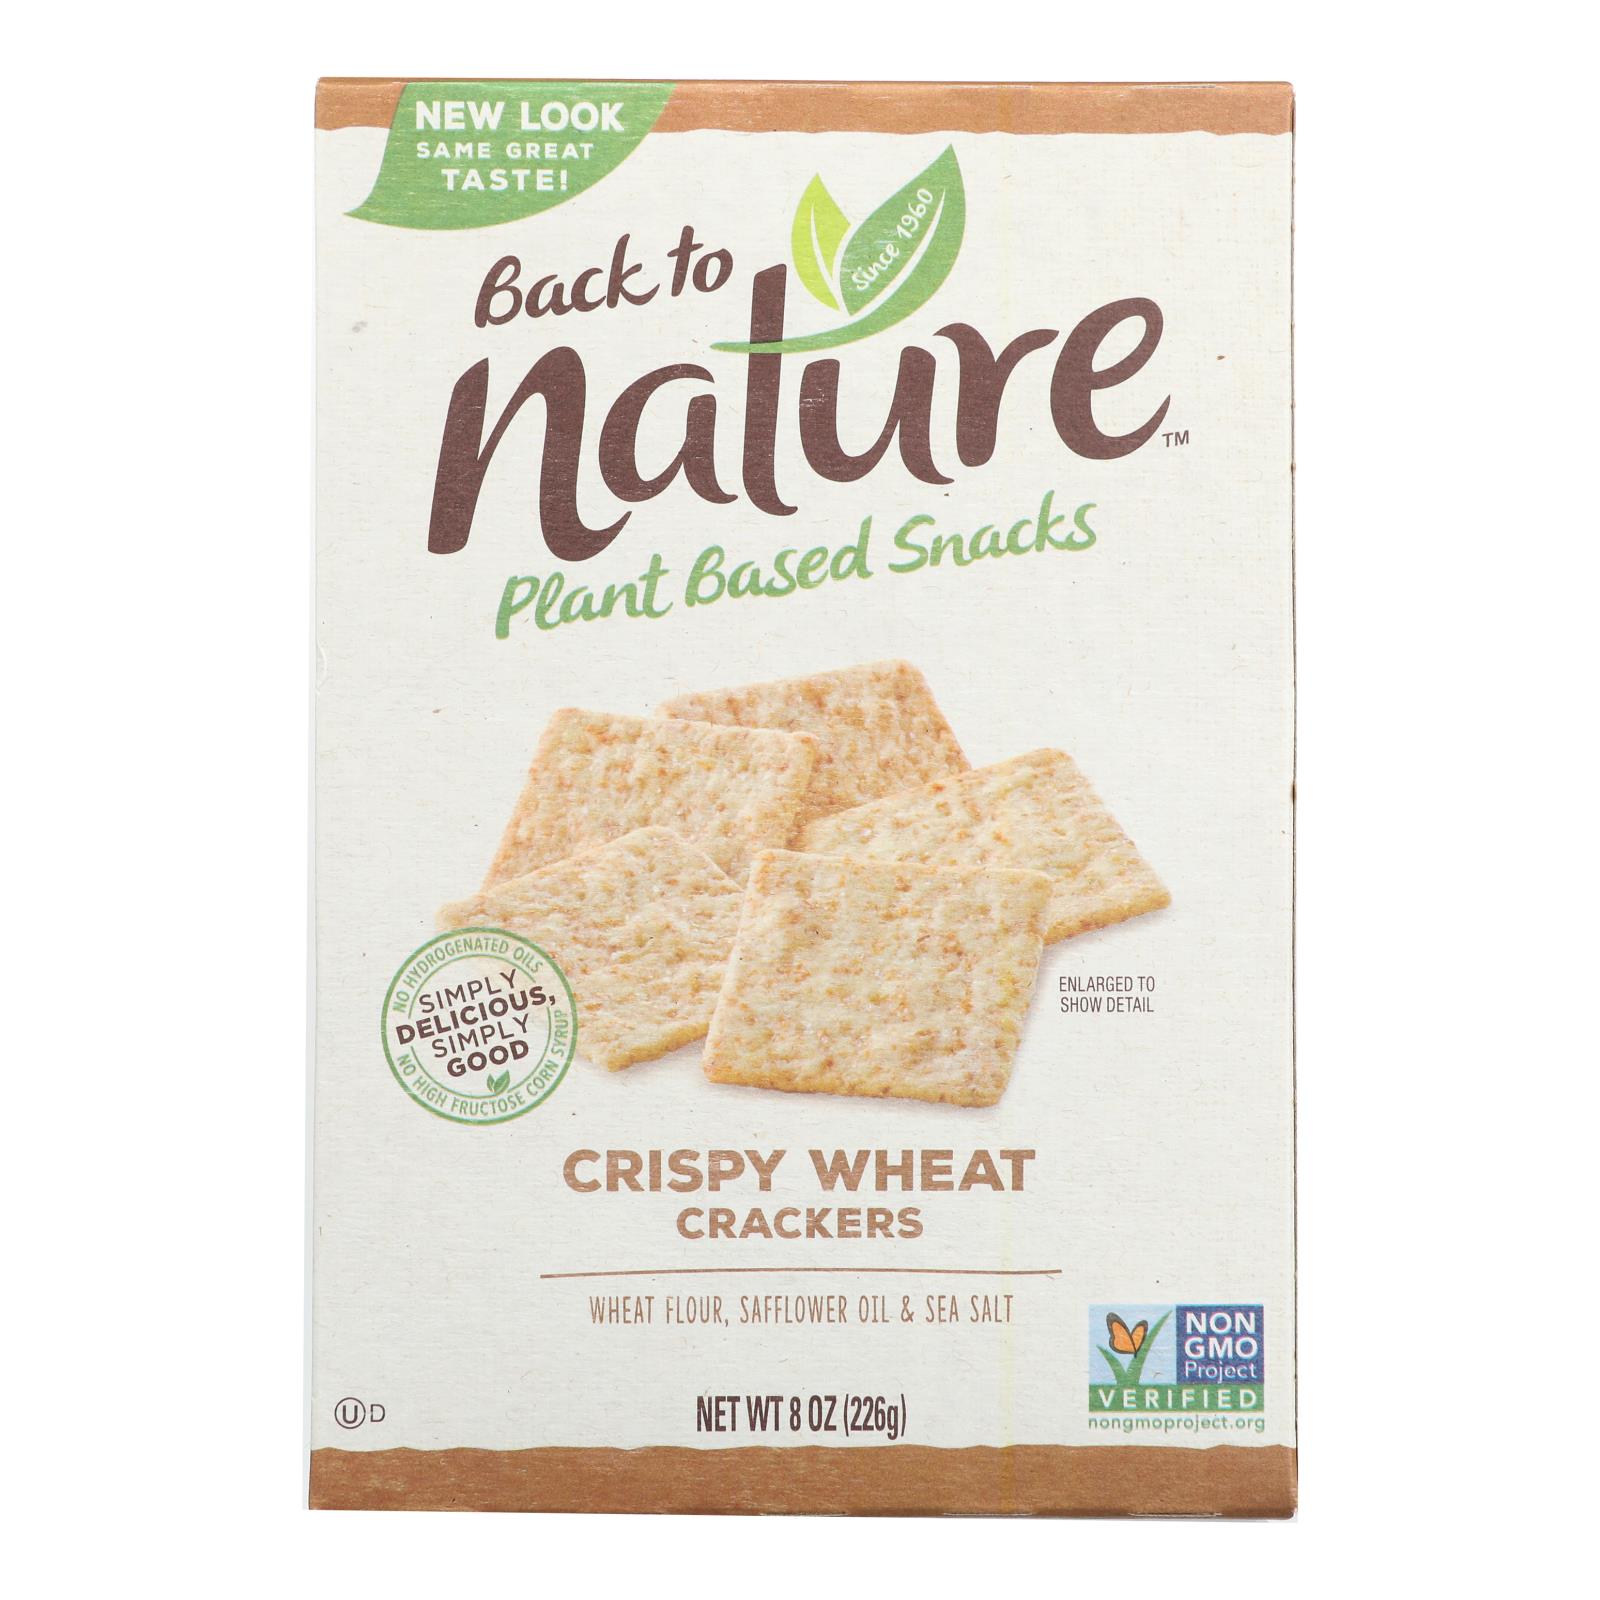 NEW LOOK
SAME GREAT
TASTE!
Back to
nature™
since 1960
Plant Based Snacks
NO HYDROGENATED OILS
SIMPLY
DELICIOUS,
SIMPLY
GOOD
NO HIGH FRUCTOSE CORN SYRUP
ENLARGED TO
SHOW DETAIL
CRISPY WHEAT
CRACKERS
WHEAT FLOUR, SAFFLOWER OIL & SEA SALT
NON
GMO
Project
VERIFIED
nongmoproject.org
U D
NET WT 8 OZ (226g)